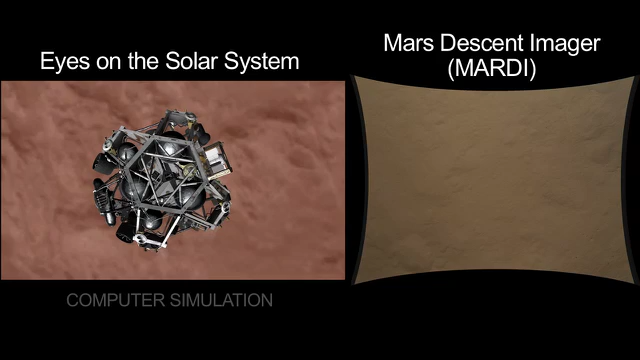 Eyes on the Solar System
Mars Descent Imager
(MARDI)
COMPUTER SIMULATION